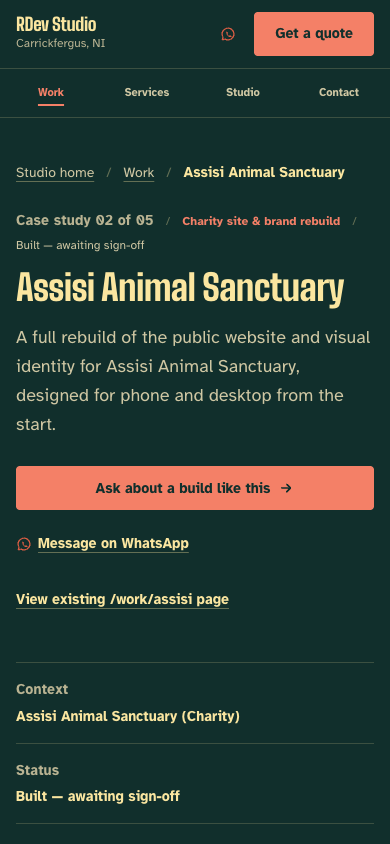 RDev Studio
Carrickfergus, NI
Get a quote
Work
Services
Studio
Contact
Studio home / Work / Assisi Animal Sanctuary
Case study 02 of 05 / Charity site & brand rebuild /
Built — awaiting sign-off
Assisi Animal Sanctuary
A full rebuild of the public website and visual
identity for Assisi Animal Sanctuary,
designed for phone and desktop from the
start.
Ask about a build like this →
Message on WhatsApp
View existing /work/assisi page
Context
Assisi Animal Sanctuary (Charity)
Status
Built — awaiting sign-off